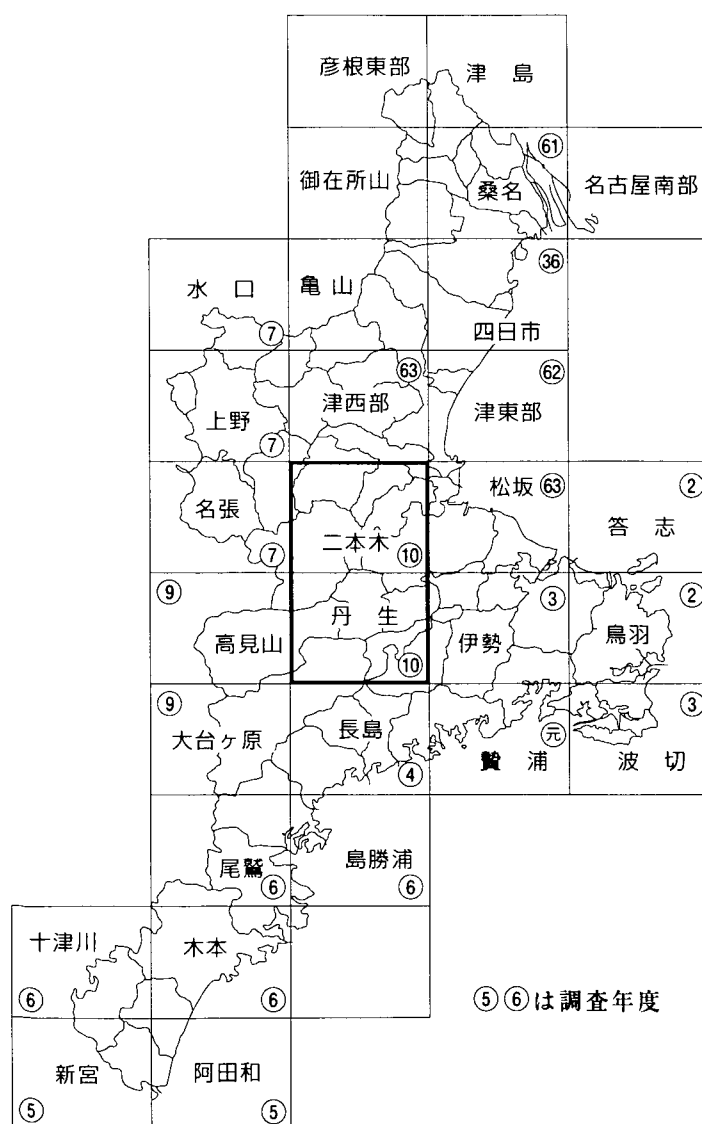 彦根東部
津島
御在所山
61
桑名
名古屋南部
水口
7
亀山
36
四日市
上野
7
63
津西部
62
津東部
名張
7
二本木
10
松坂 63
2
答志
9
高見山
丹生
10
3
伊勢
2
鳥羽
9
大台ヶ原
長島
4
元
贄浦
3
波切
尾鷲
6
島勝浦
6
十津川
6
木本
6
⑤⑥は調査年度
新宮
5
阿田和
5